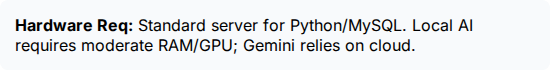 Hardware Req: Standard server for Python/MySQL. Local AI
requires moderate RAM/GPU; Gemini relies on cloud.